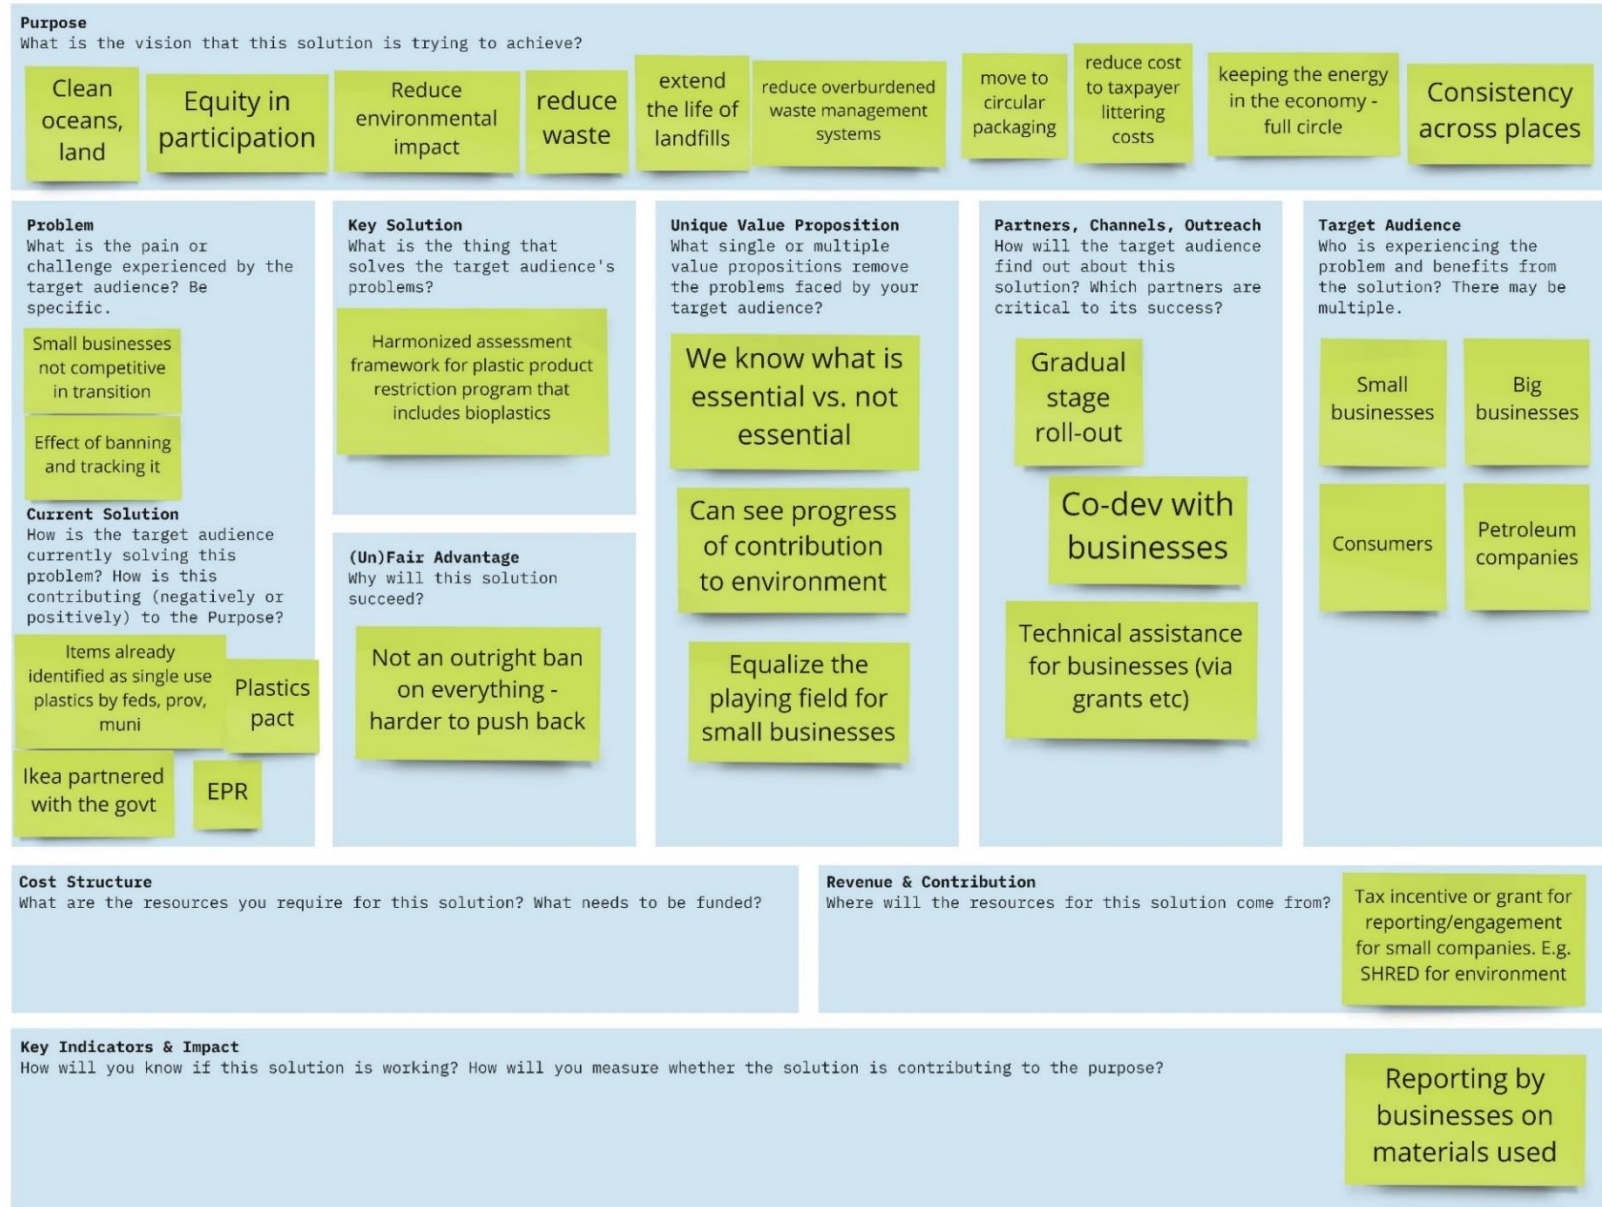 Purpose
What is the vision that this solution is trying to achieve?
Clean
oceans,
land
Equity in
participation
Reduce
environmental
impact
reduce
waste
extend
the life of
landfills
reduce overburdened
waste management
systems
move to
circular
packaging
reduce cost
to taxpayer
littering
costs
keeping the energy
in the economy -
full circle
Consistency
across places
Problem
What is the pain or
challenge experienced by the
target audience? Be
specific.
Small businesses
not competitive
in transition
Effect of banning
and tracking it
Current Solution
How is the target audience
currently solving this
problem? How is this
contributing (negatively or
positively) to the Purpose?
Items already
identified as single use
plastics by feds, prov,
muni
Plastics
pact
Ikea partnered
with the govt
EPR
Key Solution
What is the thing that
solves the target audience's
problems?
Harmonized assessment
framework for plastic product
restriction program that
includes bioplastics
(Un)Fair Advantage
Why will this solution
succeed?
Not an outright ban
on everything -
harder to push back
Unique Value Proposition
What single or multiple
value propositions remove
the problems faced by your
target audience?
We know what is
essential vs. not
essential
Can see progress
of contribution
to environment
Equalize the
playing field for
small businesses
Partners, Channels, Outreach
How will the target audience
find out about this
solution? Which partners are
critical to its success?
Gradual
stage
roll-out
Co-dev with
businesses
Technical assistance
for businesses (via
grants etc)
Target Audience
Who is experiencing the
problem and benefits from
the solution? There may be
multiple.
Small
businesses
Big
businesses
Consumers
Petroleum
companies
Cost Structure
What are the resources you require for this solution? What needs to be funded?
Revenue & Contribution
Where will the resources for this solution come from?
Tax incentive or grant for
reporting/engagement
for small companies. E.g.
SHRED for environment
Key Indicators & Impact
How will you know if this solution is working? How will you measure whether the solution is contributing to the purpose?
Reporting by
businesses on
materials used